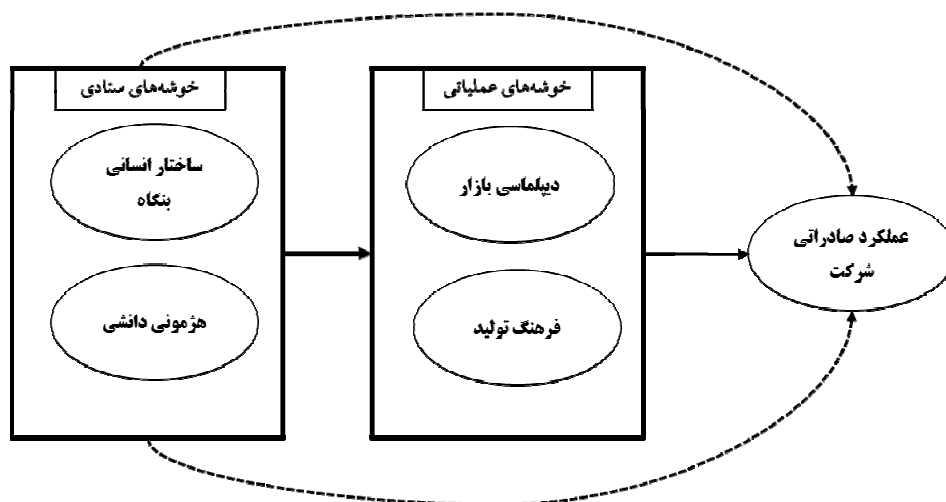 خوشه‌های ستادی
ساختار انسانی
بنگاه
هژمونی دانشی
خوشه‌های عملیاتی
دیپلماسی بازار
فرهنگ تولید
عملکرد صادراتی
شرکت